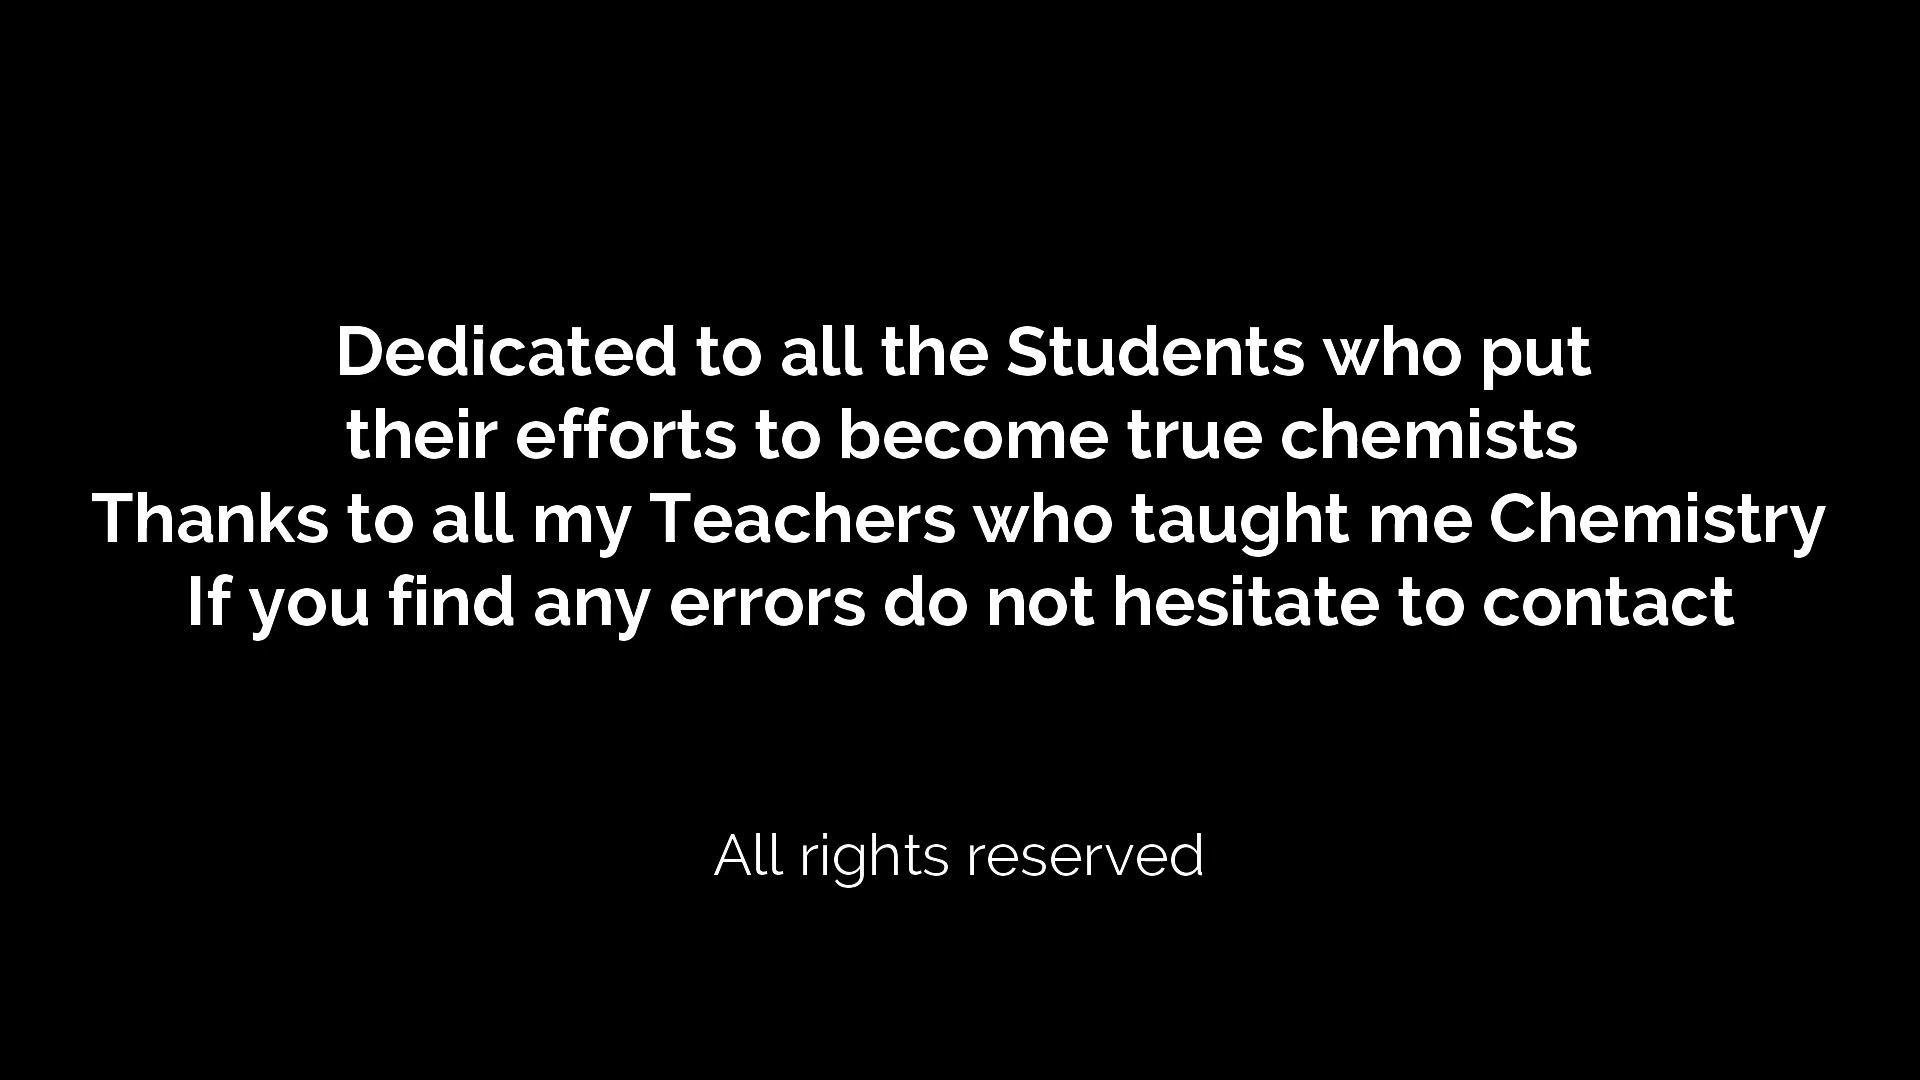 Dedicated to all the Students who put
their efforts to become true chemists
Thanks to all my Teachers who taught me Chemistry
If you find any errors do not hesitate to contact
All rights reserved